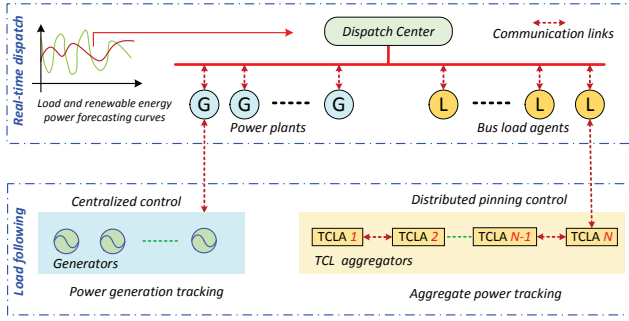 Real-time dispatch
Dispatch Center
Communication links
Load and renewable energy
power forecasting curves
G G G L L L
Power plants
Bus load agents
Load following
Centralized control
Distributed pinning control
TCLA 1 TCLA 2 TCLA N-1 TCLA N
Generators
TCL aggregators
Power generation tracking
Aggregate power tracking